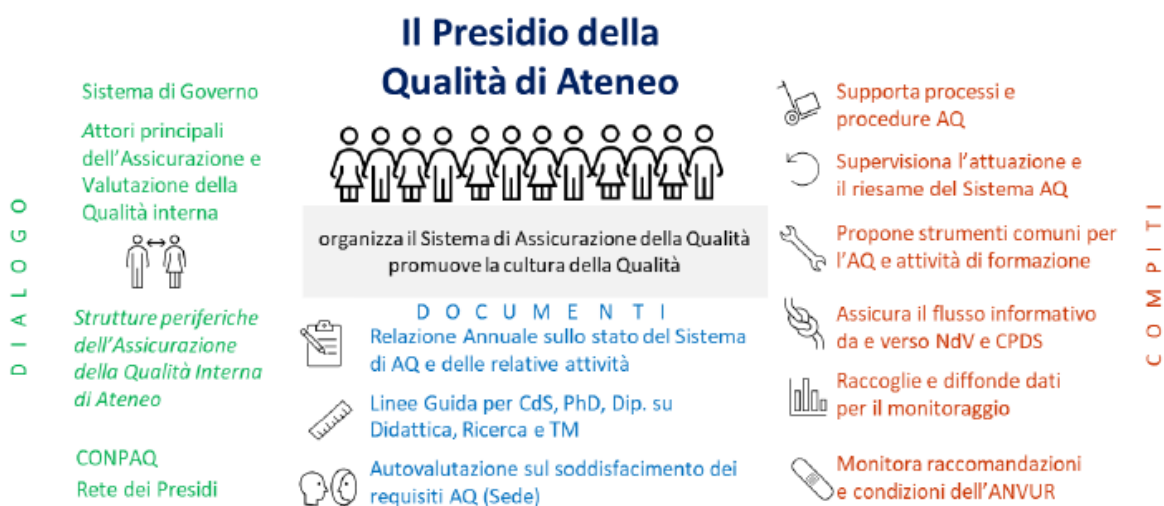 Il Presidio della
Qualità di Ateneo
DIALOGO
Sistema di Governo
Attori principali
dell'Assicurazione e
Valutazione della
Qualità interna
Strutture periferiche
dell'Assicurazione
della Qualità Interna
di Ateneo
CONPAQ
Rete dei Presidi
organizza il Sistema di Assicurazione della Qualità
promuove la cultura della Qualità
DOCUMENTI
Relazione Annuale sullo stato del Sistema
di AQ e delle relative attività
Linee Guida per CdS, PhD, Dip. su
Didattica, Ricerca e TM
Autovalutazione sul soddisfacimento dei
requisiti AQ (Sede)
COMPITI
Supporta processi e
procedure AQ
Supervisiona l'attuazione e
il riesame del Sistema AQ
Propone strumenti comuni per
l'AQ e attività di formazione
Assicura il flusso informativo
da e verso NdV e CPDS
Raccoglie e diffonde dati
per il monitoraggio
Monitora raccomandazioni
e condizioni dell'ANVUR